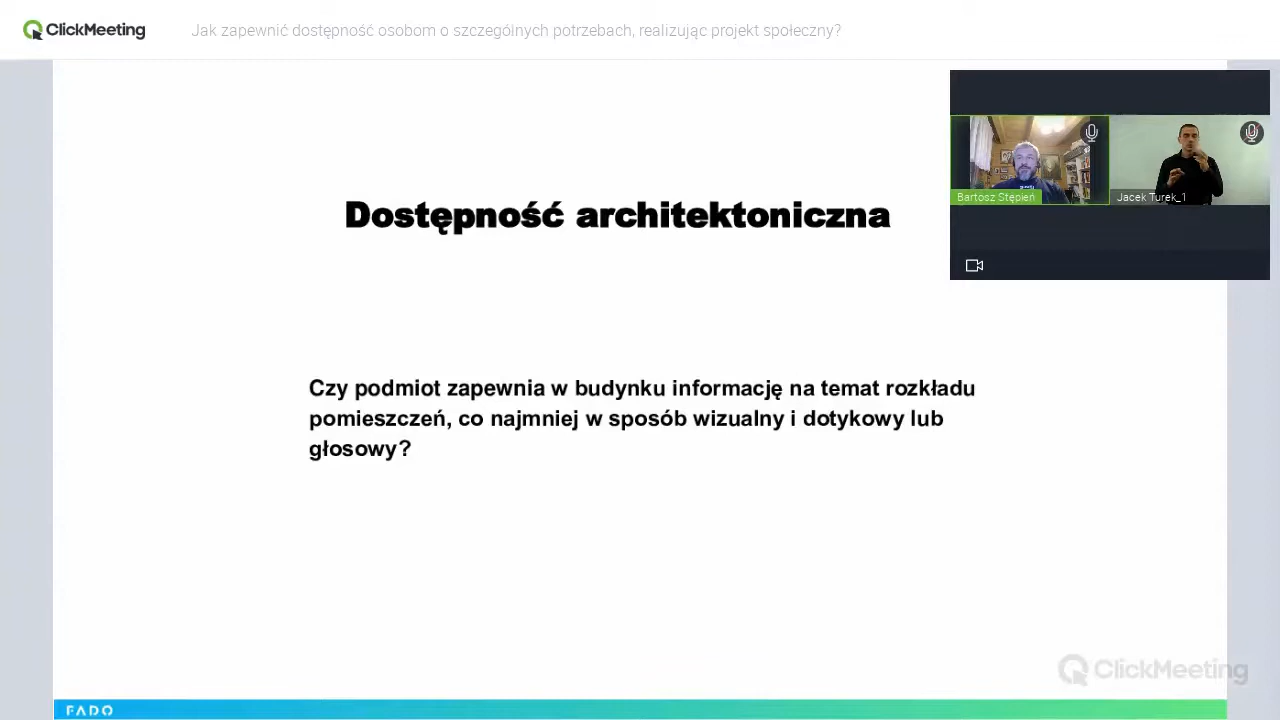 ClickMeeting
Jak zapewnić dostępność osobom o szczególnych potrzebach, realizując projekt społeczny?
Bartosz Stępień
Jacek Turek_1
Dostępność architektoniczna
Czy podmiot zapewnia w budynku informację na temat rozkładu
pomieszczeń, co najmniej w sposób wizualny i dotykowy lub
głosowy?
ClickMeeting
FADO